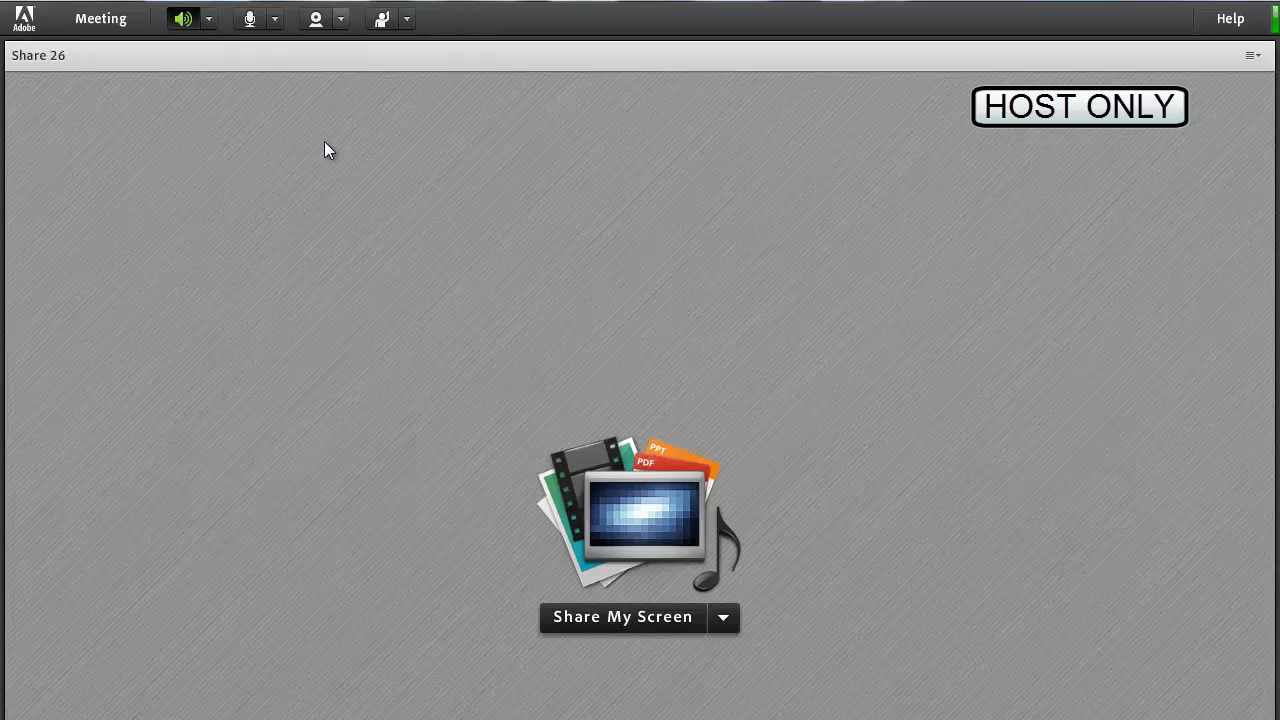 Adobe
Meeting
Help
Share 26
HOST ONLY
PPT
PDF
Share My Screen